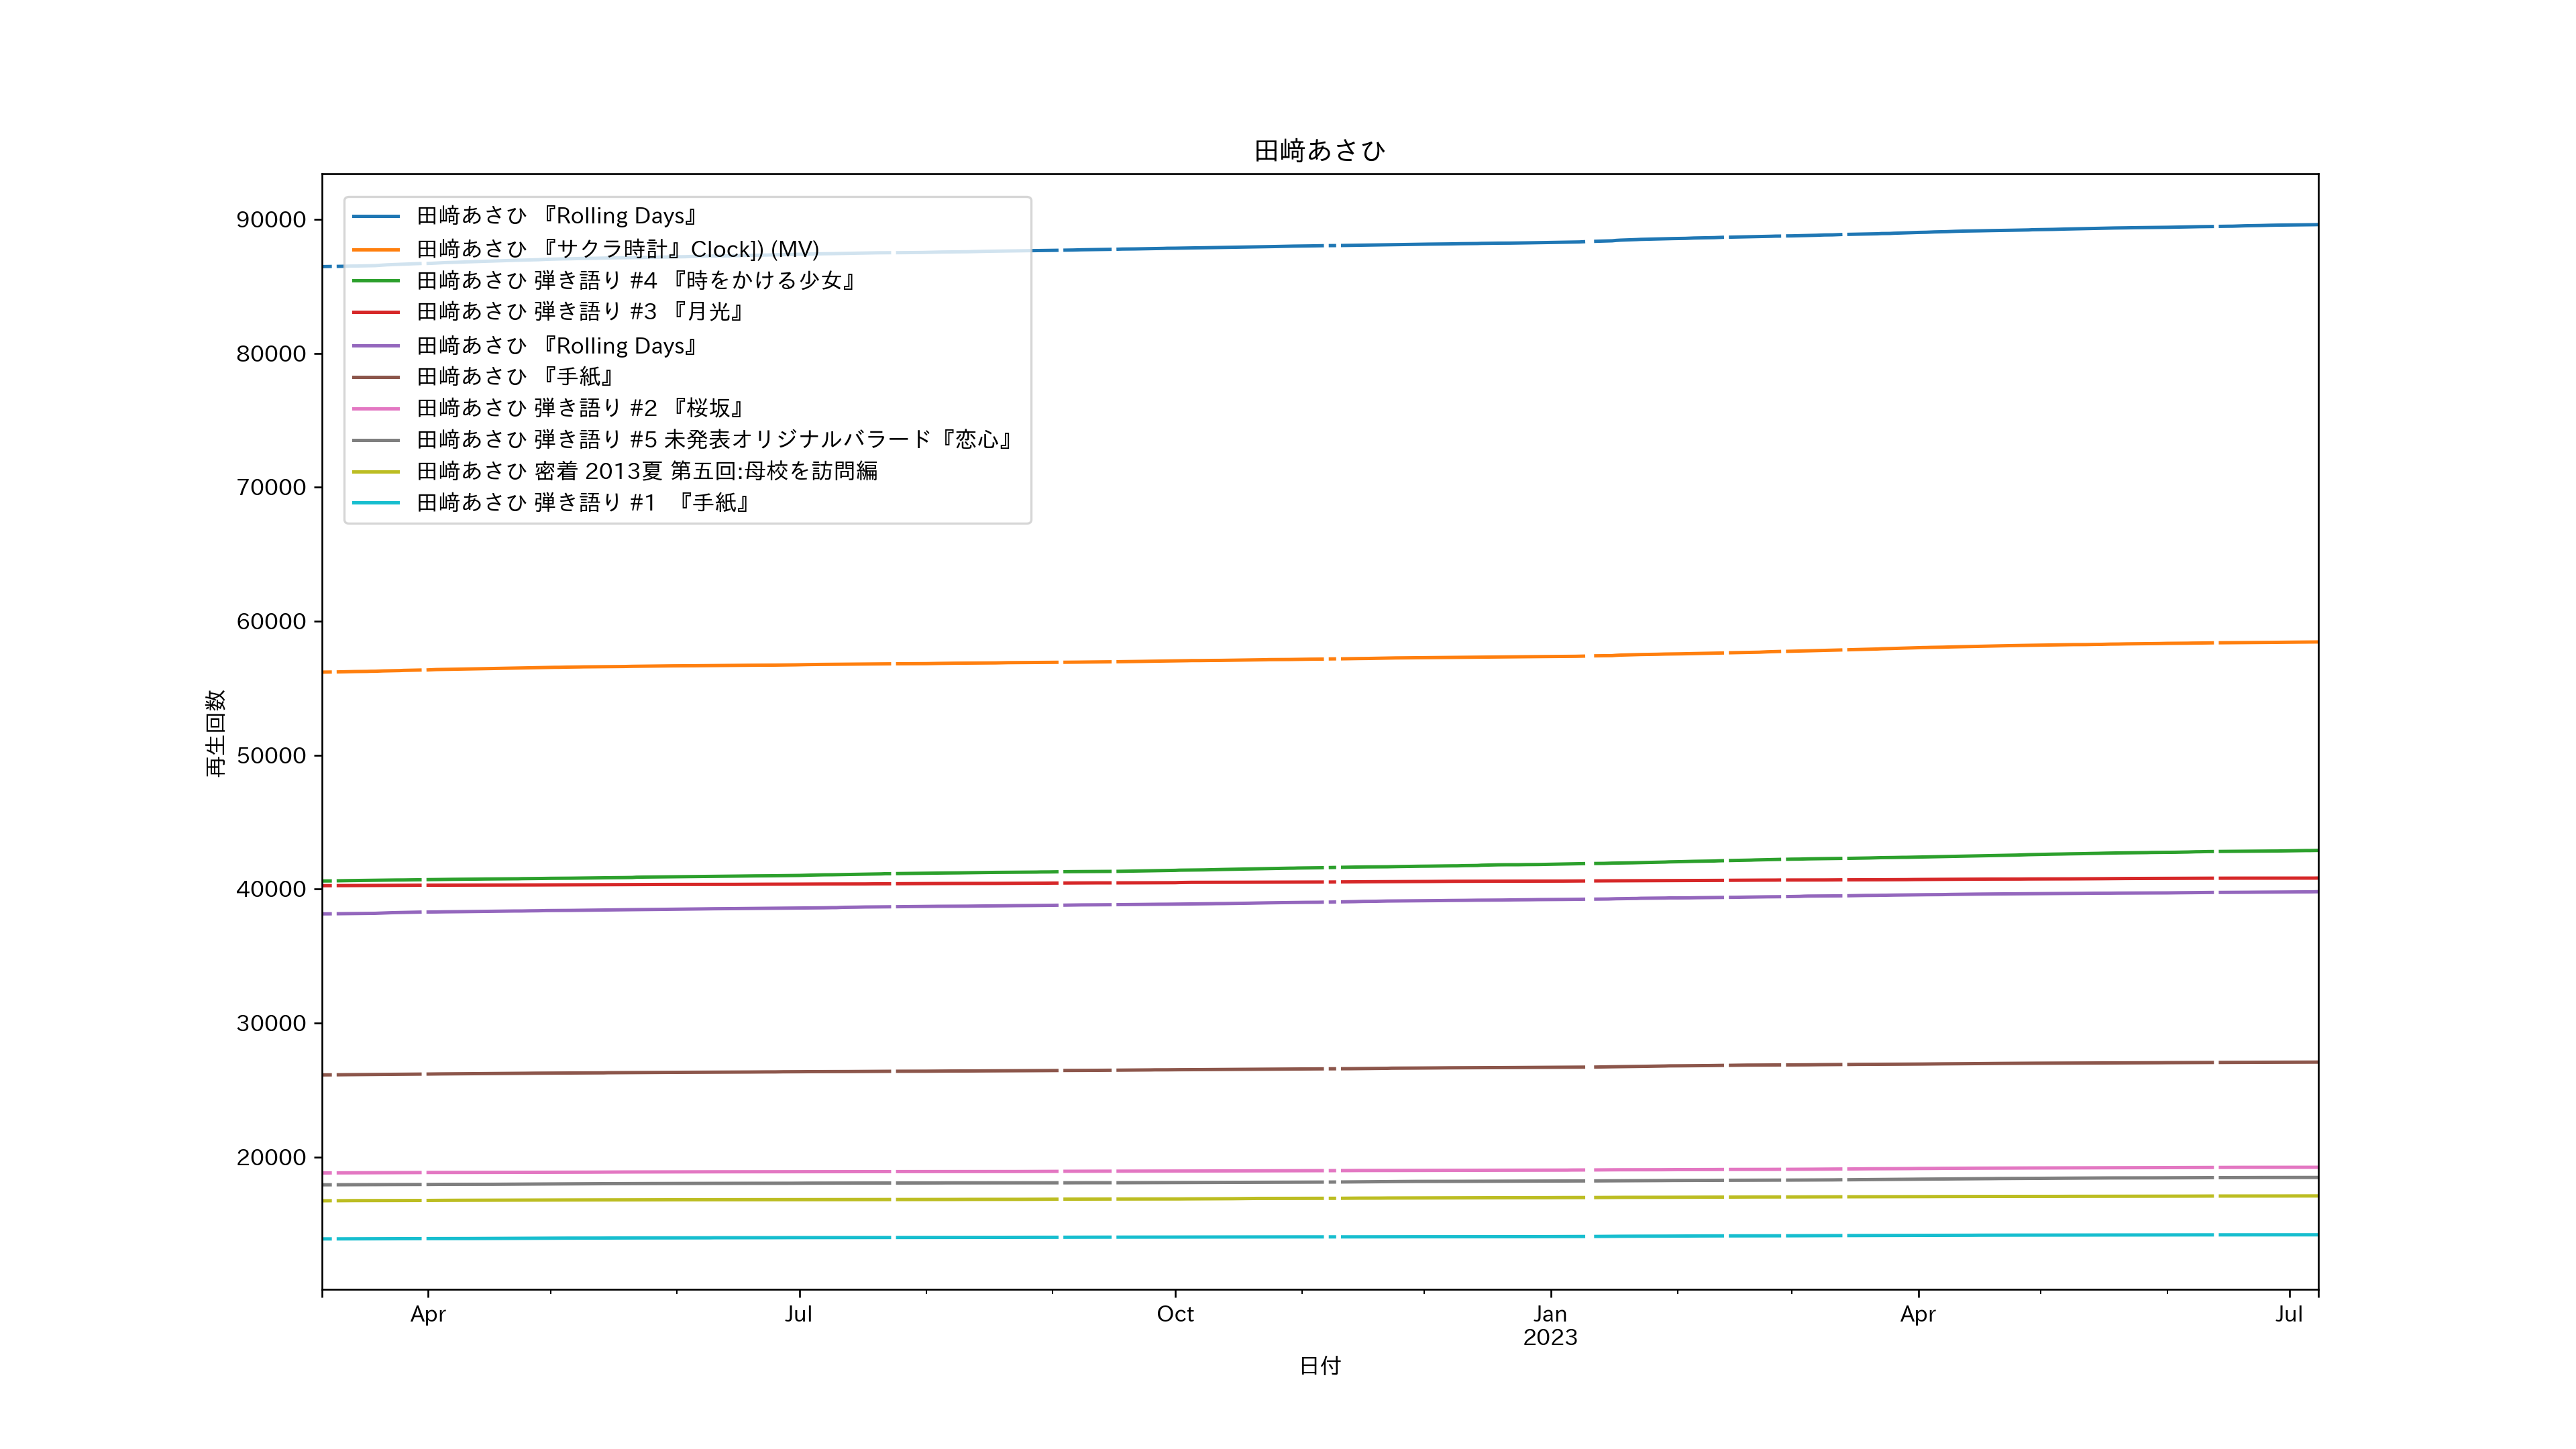 田﨑あさひ
90000
80000
70000
60000
50000
40000
30000
20000
再生回数
田﨑あさひ 『Rolling Days』
田﨑あさひ 『サクラ時計』Clock]) (MV)
田﨑あさひ 弾き語り #4 『時をかける少女』
田﨑あさひ 弾き語り #3 『月光』
田﨑あさひ 『Rolling Days』
田﨑あさひ 『手紙』
田﨑あさひ 弾き語り #2 『桜坂』
田﨑あさひ 弾き語り #5 未発表オリジナルバラード『恋心』
田﨑あさひ 密着 2013夏 第五回:母校を訪問編
田﨑あさひ 弾き語り #1 『手紙』
Apr Jul Oct Jan Apr Jul
2023
日付